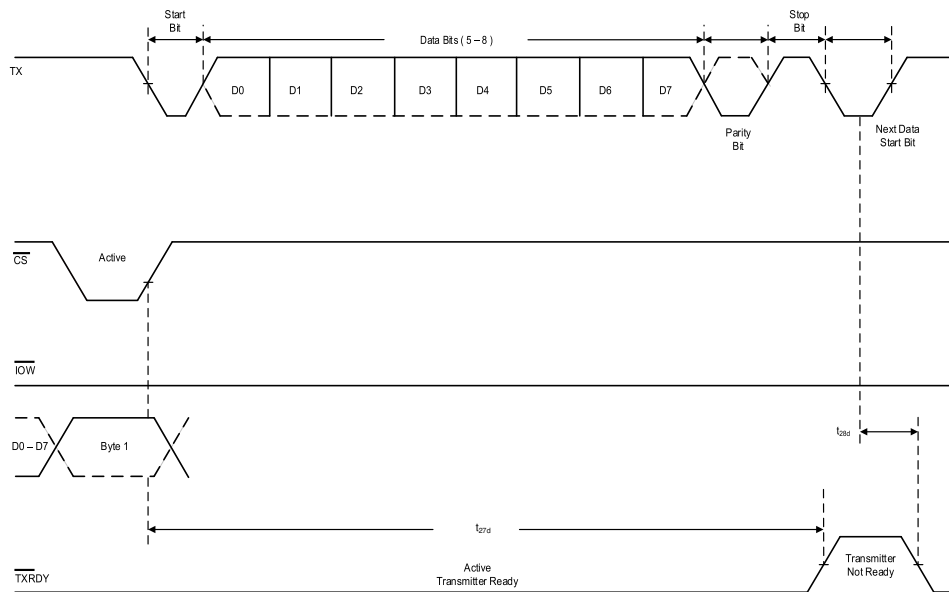 Start
Bit
Data Bits ( 5 – 8 )
Stop
Bit
TX
D0
D1
D2
D3
D4
D5
D6
D7
Parity
Bit
Next Data
Start Bit
CS
Active
IOW
D0 – D7
Byte 1
t28d
t27d
TXRDY
Active
Transmitter Ready
Transmitter
Not Ready